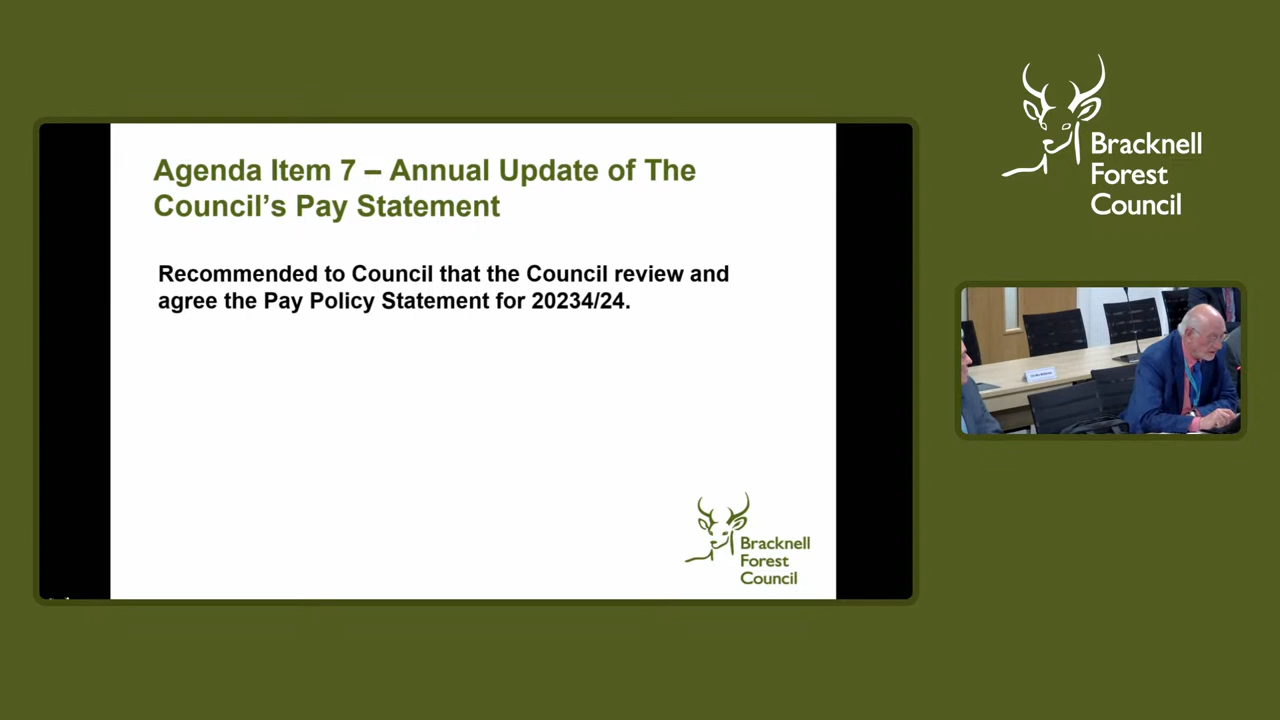 Agenda Item 7 – Annual Update of The
Council's Pay Statement
Recommended to Council that the Council review and
agree the Pay Policy Statement for 20234/24.
Bracknell
Forest
Council
Bracknell
Forest
Council